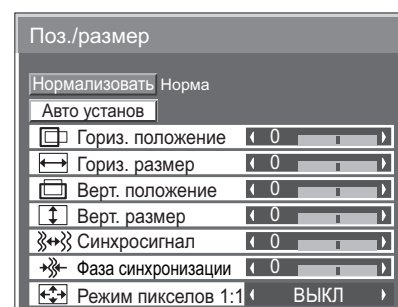 Поз./размер
Нормализовать Норма
Авто установ
Гориз. положение 0
Гориз. размер 0
Верт. положение 0
Верт. размер 0
Синхросигнал 0
Фаза синхронизации 0
Режим пикселов 1:1 ВЫКЛ